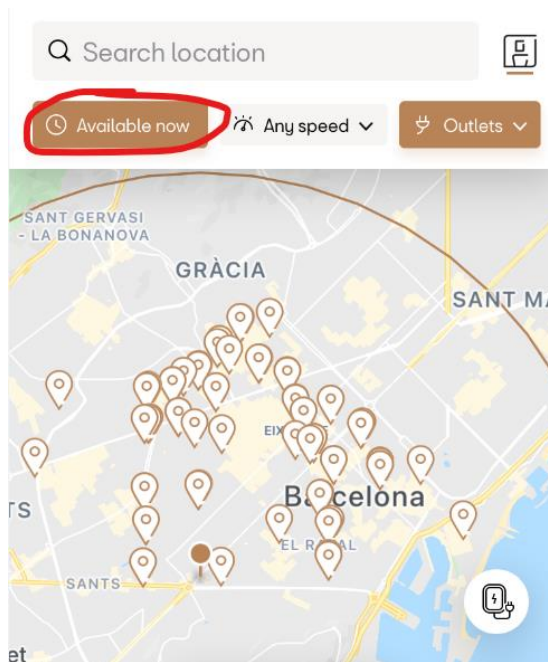 Search location
Available now
Any speed
Outlets
SANT GERVASI
- LA BONANOVA
GRÀCIA
SANT MA
EIX
Barcelona
TS
EL RAVAL
SANTS
et